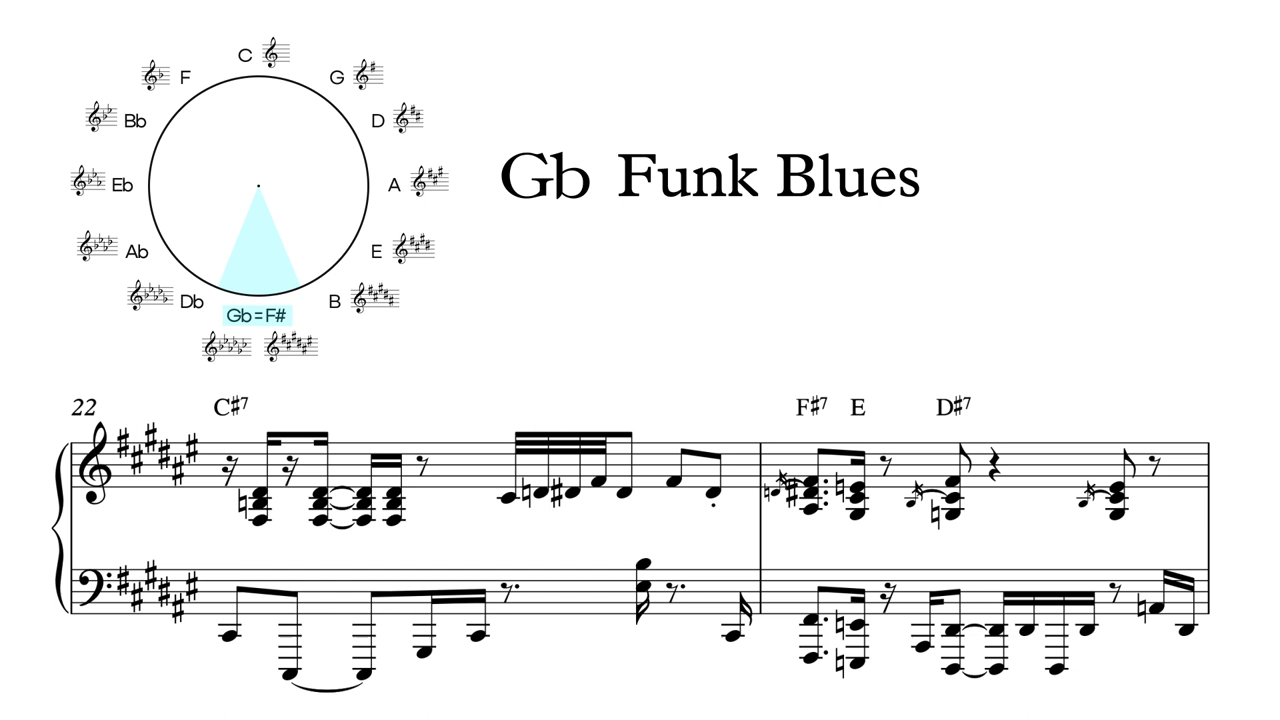 C
F G
Bb D
Eb A
Ab E
Db B
Gb=F#
Gb Funk Blues
22 C♯7 F♯7 E D♯7